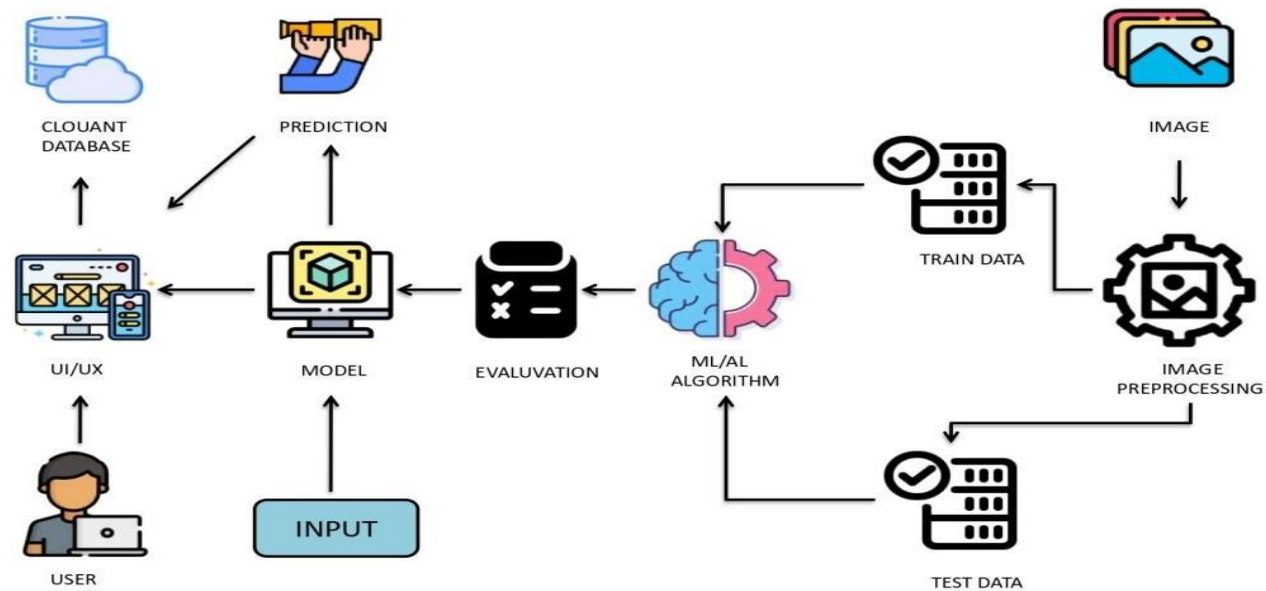 CLOUANT
DATABASE
PREDICTION
IMAGE
TRAIN DATA
UI/UX
MODEL
EVALUVATION
ML/AL
ALGORITHM
IMAGE
PREPROCESSING
INPUT
USER
TEST DATA